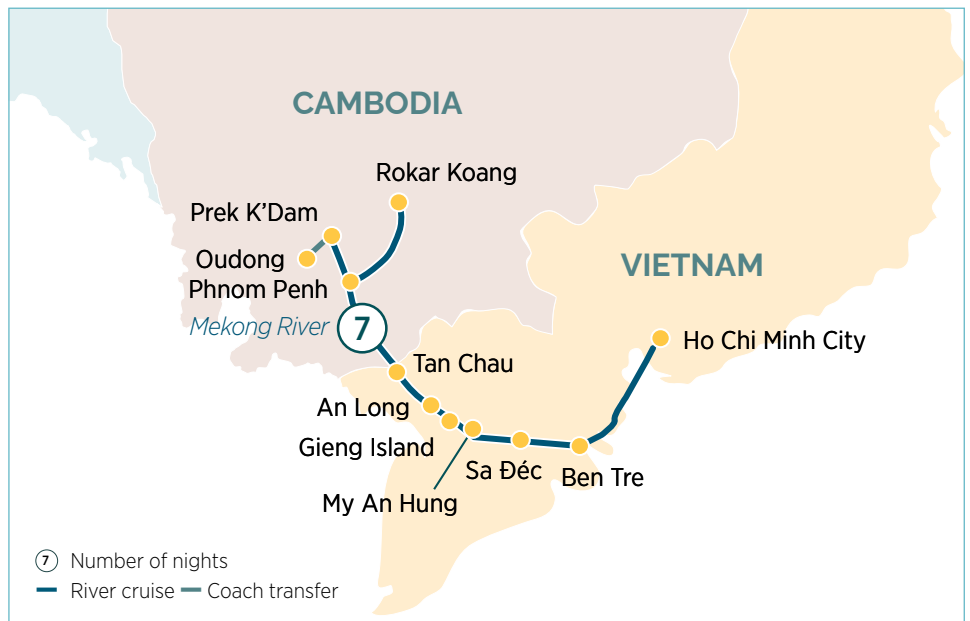 CAMBODIA
Rokar Koang
Prek K’Dam
Oudong
Phnom Penh
VIETNAM
Mekong River
7
Ho Chi Minh City
Tan Chau
An Long
Gieng Island
Sa Đéc
Ben Tre
My An Hung
7 Number of nights
River cruise Coach transfer